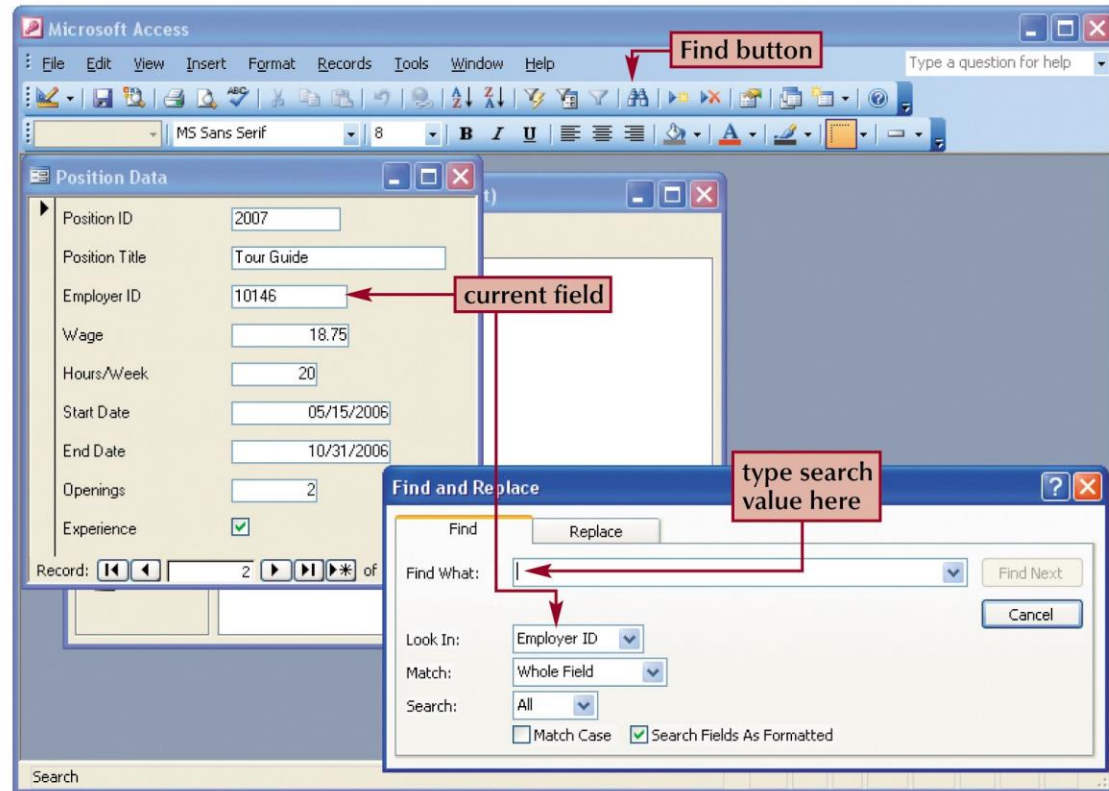 Microsoft Access
File Edit View Insert Format Records Tools Window Help
Type a question for help
Find button
MS Sans Serif 8 B I U A
Position Data
t)
Position ID 2007
Position Title Tour Guide
Employer ID 10146
current field
Wage 18.75
Hours/Week 20
Start Date 05/15/2006
End Date 10/31/2006
Openings 2
Experience
Record: 2 of
type search
value here
Find and Replace
Find Replace
Find What: Find Next
Cancel
Look In: Employer ID
Match: Whole Field
Search: All
Match Case Search Fields As Formatted
Search